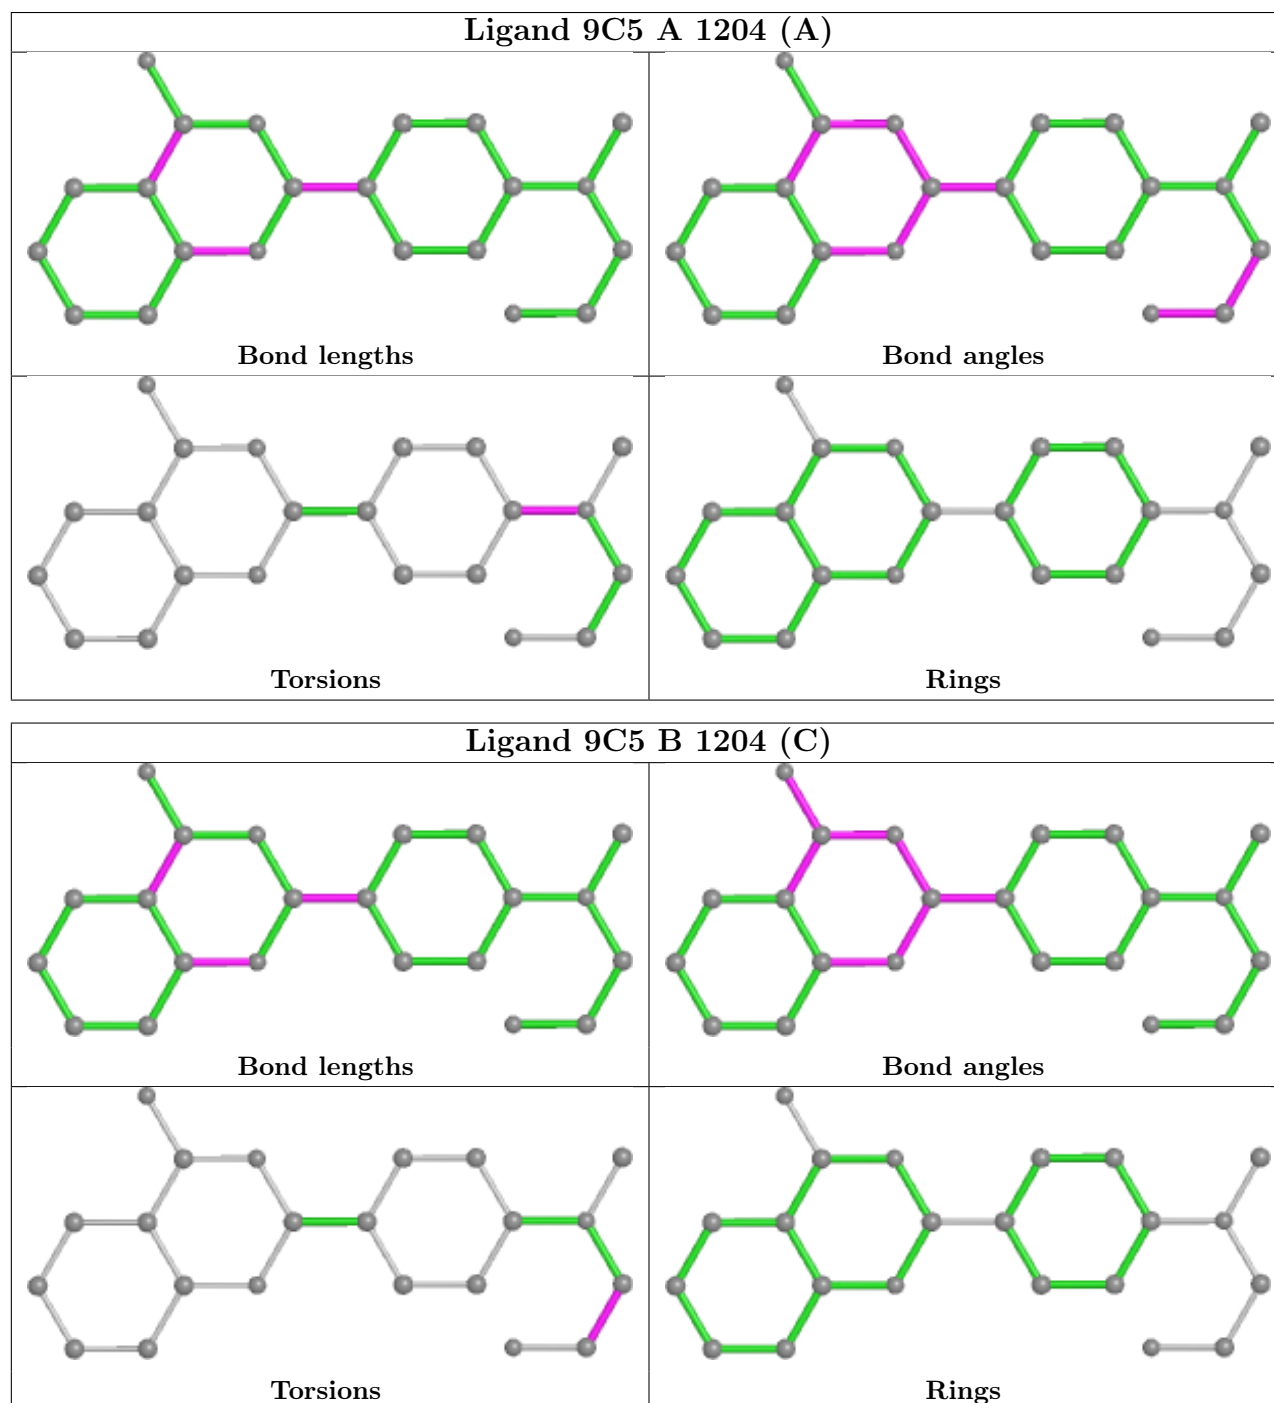 Ligand 9C5 A 1204 (A)
Bond lengths
Bond angles
Torsions
Rings
Ligand 9C5 B 1204 (C)
Bond lengths
Bond angles
Torsions
Rings